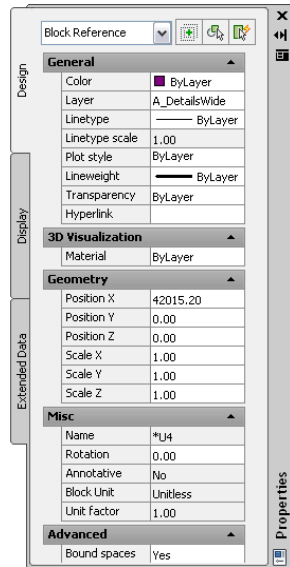 Block Reference
General
Color ByLayer
Layer A_DetailsWide
Linetype ByLayer
Linetype scale 1.00
Plot style ByLayer
Lineweight ByLayer
Transparency ByLayer
Hyperlink
3D Visualization
Material ByLayer
Geometry
Position X 42015.20
Position Y 0.00
Position Z 0.00
Scale X 1.00
Scale Y 1.00
Scale Z 1.00
Misc
Name *U4
Rotation 0.00
Annotative No
Block Unit Unitless
Unit factor 1.00
Advanced
Bound spaces Yes
Design
Display
Extended Data
Properties